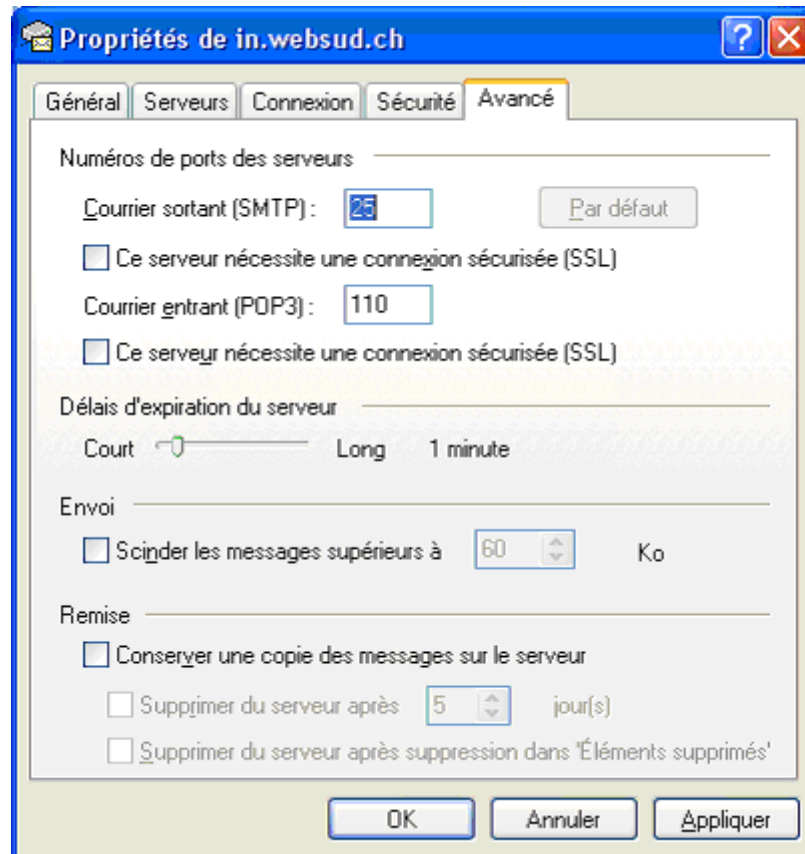 Propriétés de in.websud.ch
Général Serveurs Connexion Sécurité Avancé
Numéros de ports des serveurs
Courrier sortant (SMTP) : 25 Par défaut
Ce serveur nécessite une connexion sécurisée (SSL)
Courrier entrant (POP3) : 110
Ce serveur nécessite une connexion sécurisée (SSL)
Délais d'expiration du serveur
Court Long 1 minute
Envoi
Scinder les messages supérieurs à 60 Ko
Remise
Conserver une copie des messages sur le serveur
Supprimer du serveur après 5 jour(s)
Supprimer du serveur après suppression dans 'Éléments supprimés'
OK Annuler Appliquer